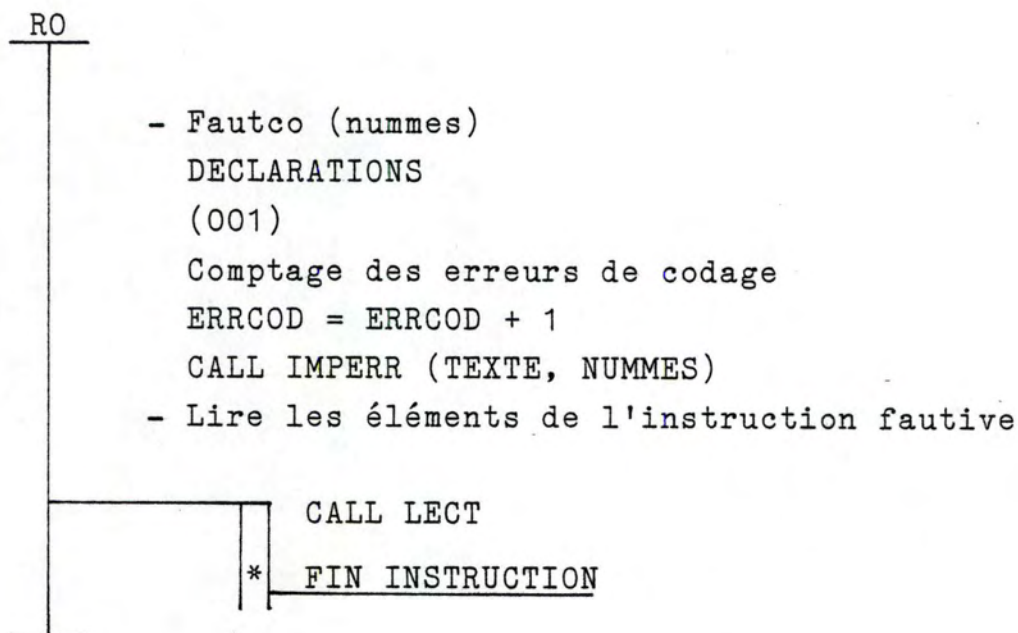 RO
- Fautco (nummes)
DECLARATIONS
(001)
Comptage des erreurs de codage
ERRCOD = ERRCOD + 1
CALL IMPERR (TEXTE, NUMMES)
- Lire les éléments de l'instruction fautive
CALL LECT
* FIN INSTRUCTION